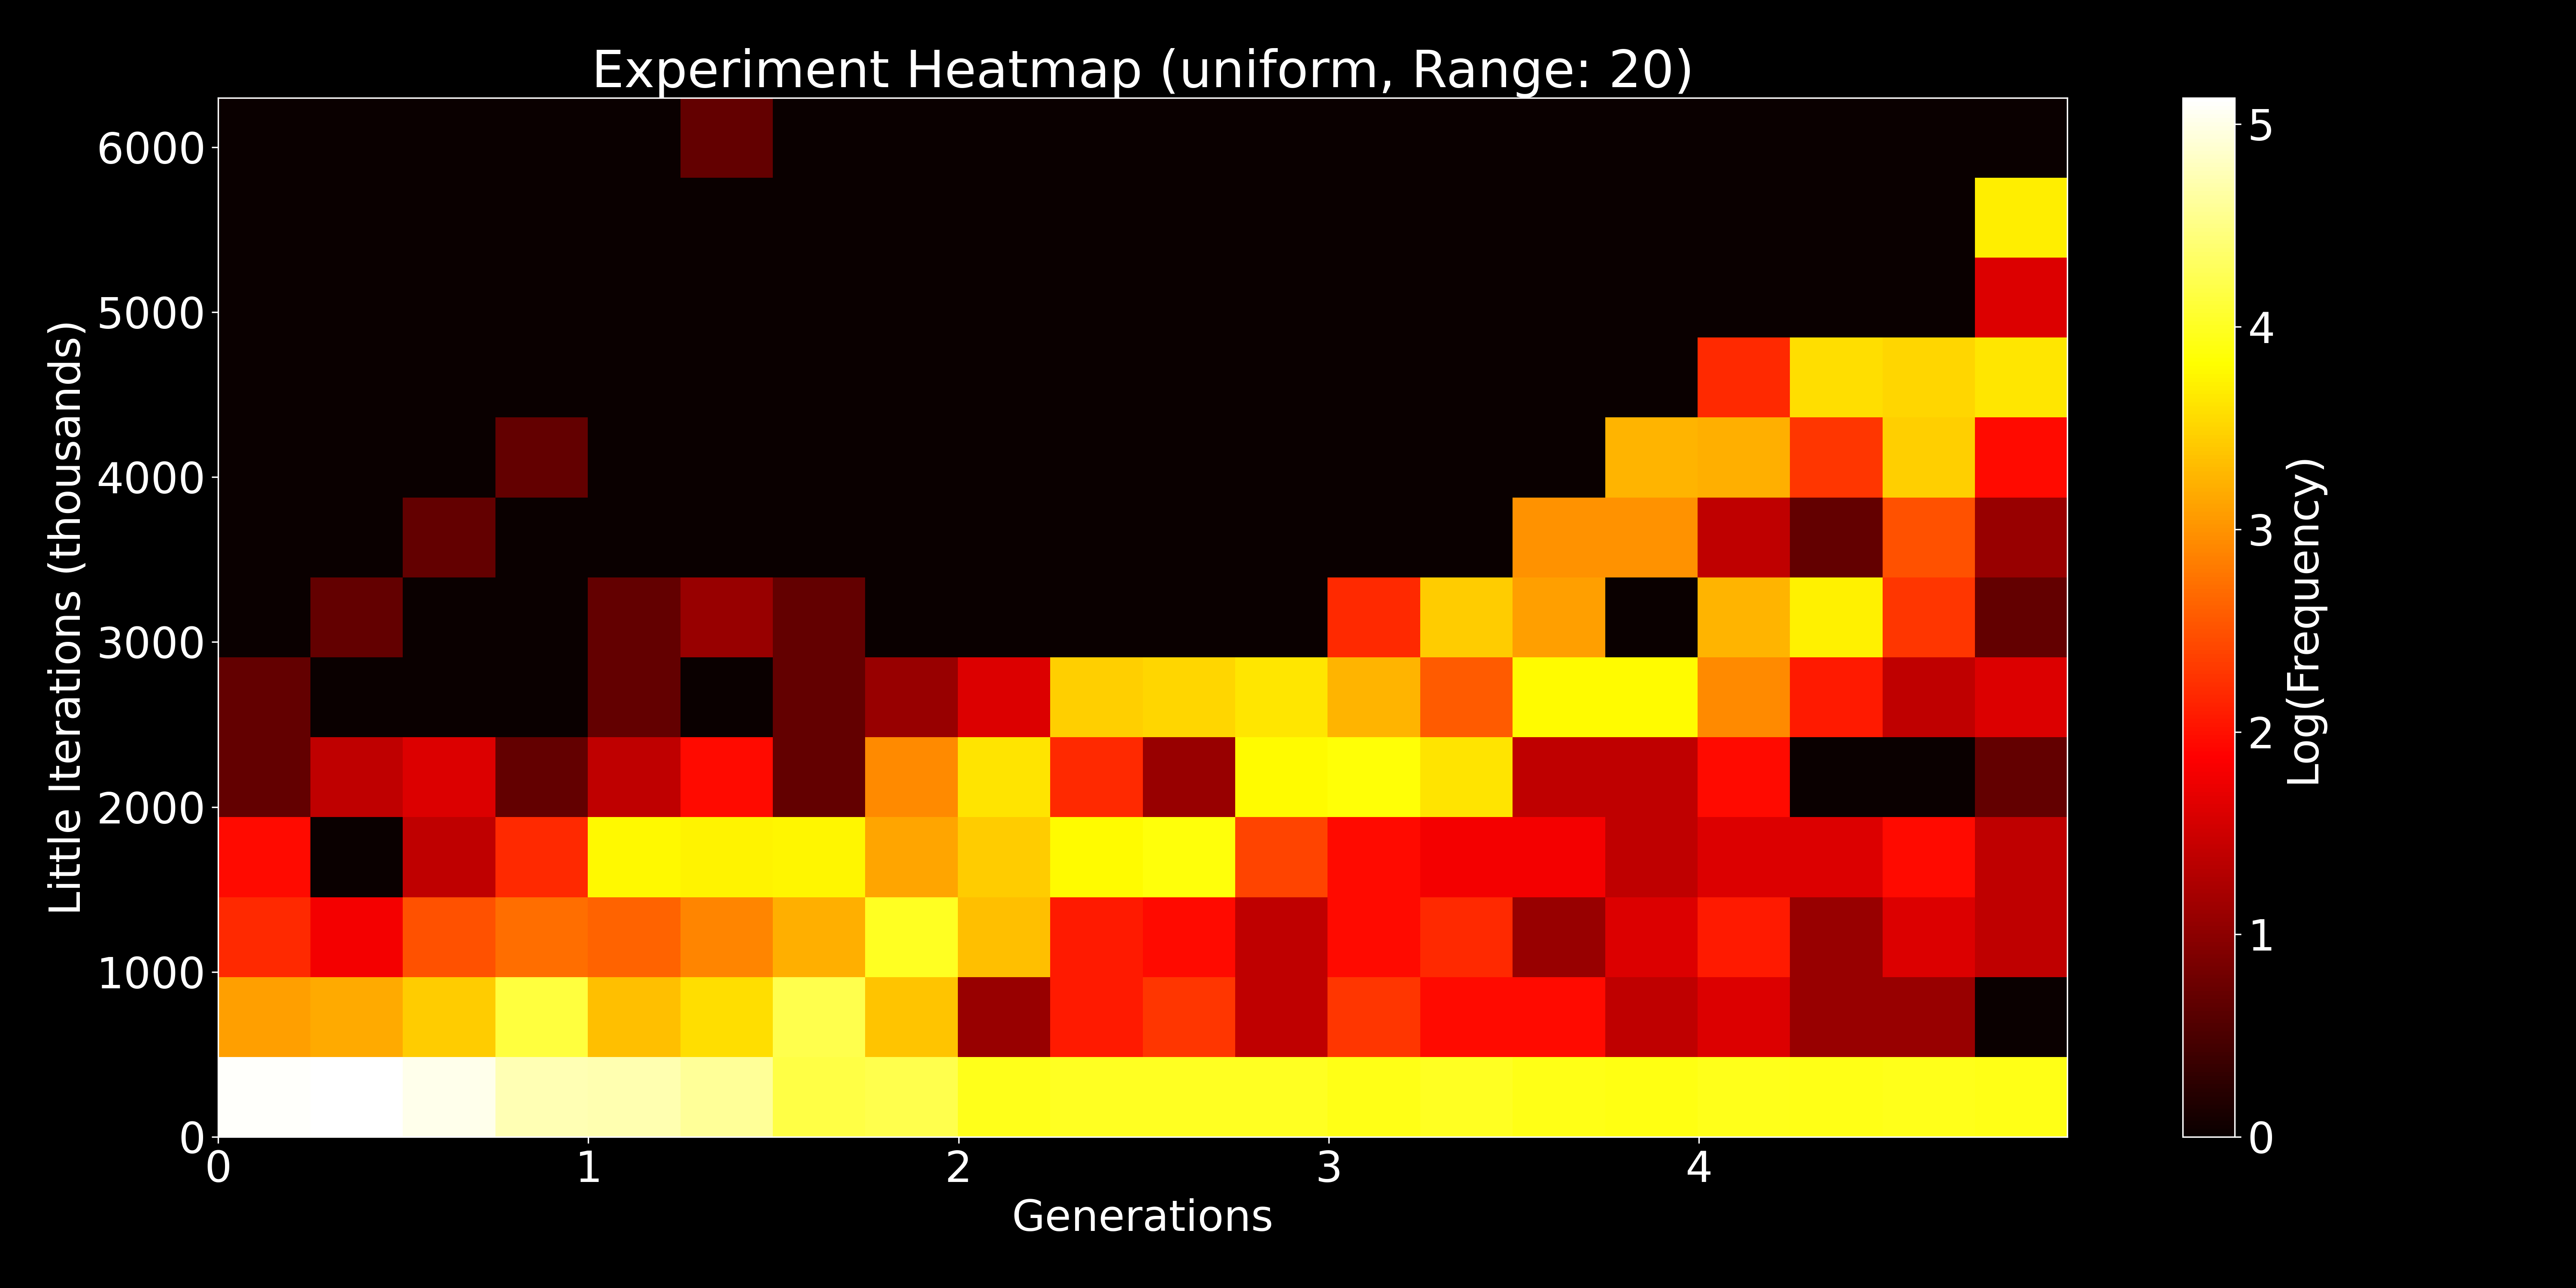 Experiment Heatmap (uniform, Range: 20)
6000
5000
4000
3000
2000
1000
0
Little Iterations (thousands)
0 1 2 3 4
Generations
5
4
3
2
1
0
Log(Frequency)